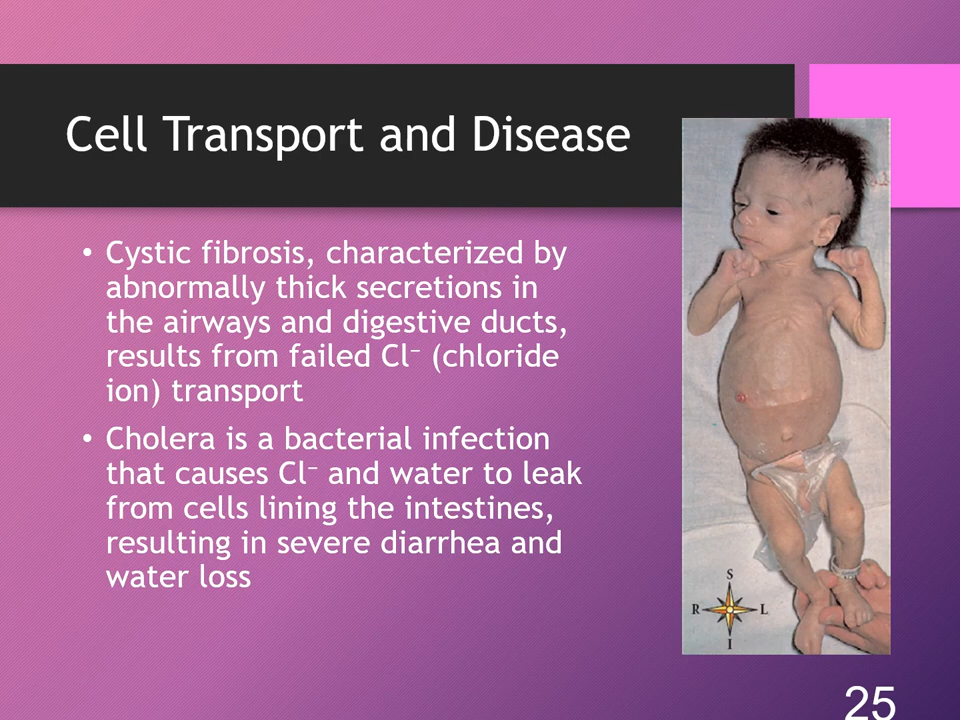 Cell Transport and Disease
• Cystic fibrosis, characterized by
abnormally thick secretions in
the airways and digestive ducts,
results from failed Cl⁻ (chloride
ion) transport
• Cholera is a bacterial infection
that causes Cl⁻ and water to leak
from cells lining the intestines,
resulting in severe diarrhea and
water loss
S
R L
I
25